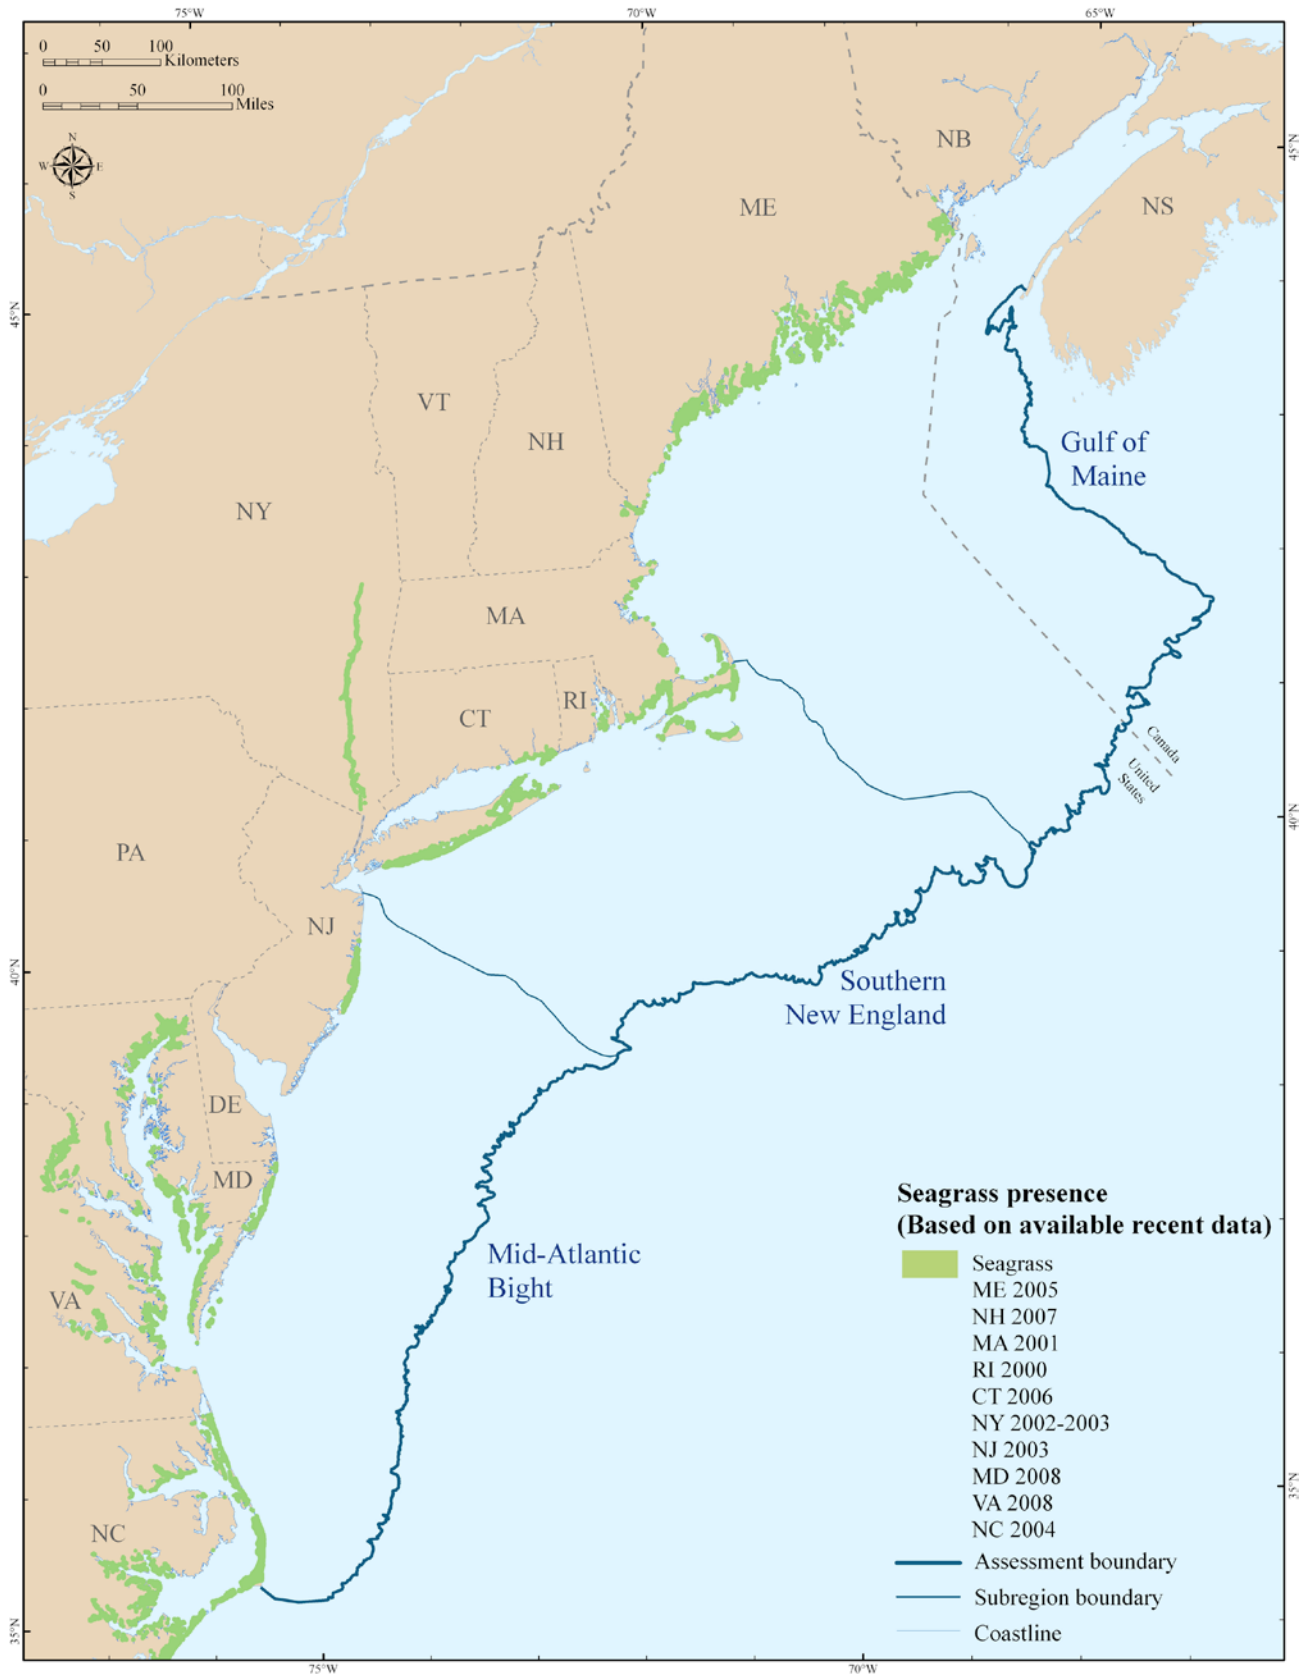 75°W
70°W
65°W
0 50 100
Kilometers
0 50 100
Miles
N
W E
S
NB
45°N
NS
ME
45°N
VT
NH
Gulf of
Maine
NY
MA
RI
CT
Canada
United
States
40°N
PA
NJ
40°N
Southern
New England
DE
MD
Seagrass presence
(Based on available recent data)
Mid-Atlantic
Bight
VA
Seagrass
ME 2005
NH 2007
MA 2001
RI 2000
CT 2006
NY 2002-2003
NJ 2003
MD 2008
VA 2008
NC 2004
35°N
NC
Assessment boundary
Subregion boundary
Coastline
35°N
75°W
70°W